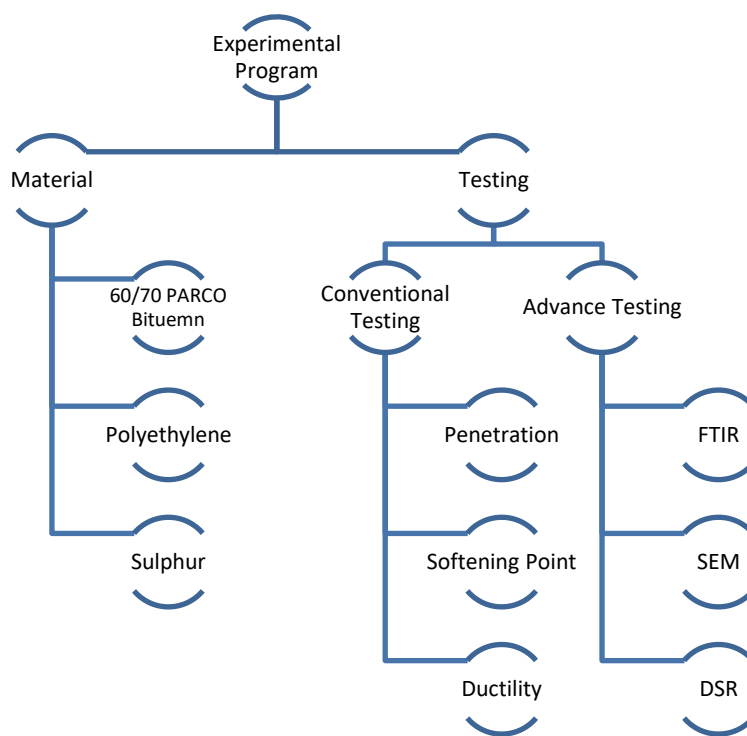 Experimental
Program
Material
Testing
60/70 PARCO
Bituemn
Conventional
Testing
Advance Testing
Polyethylene
Penetration
FTIR
Sulphur
Softening Point
SEM
Ductility
DSR